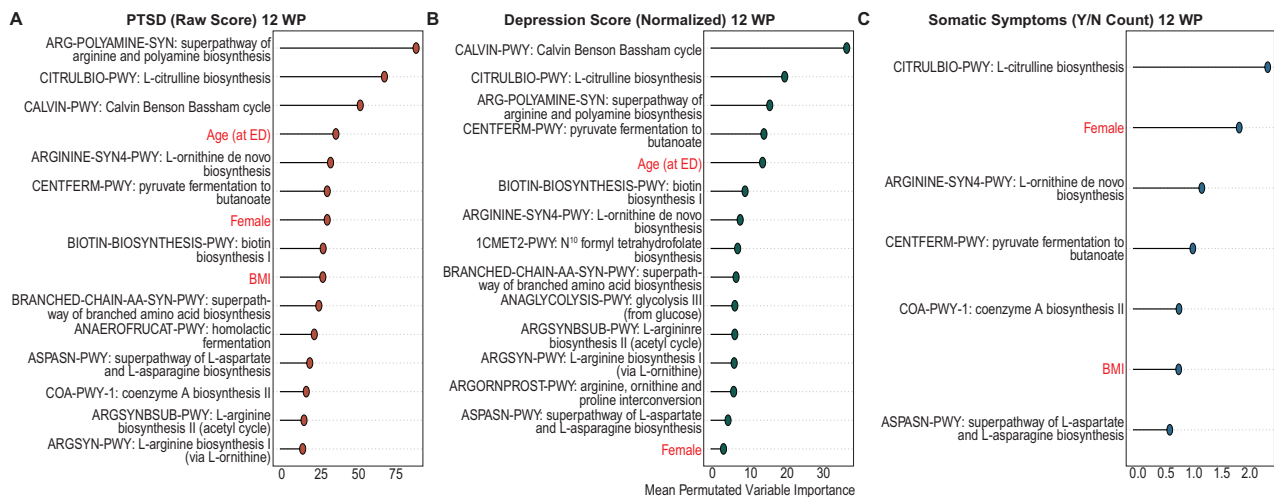 A PTSD (Raw Score) 12 WP
ARG-POLYAMINE-SYN: superpathway of
arginine and polyamine biosynthesis
CITRULBIO-PWY: L-citrulline biosynthesis
CALVIN-PWY: Calvin Benson Bassham cycle
Age (at ED)
ARGININE-SYN4-PWY: L-ornithine de novo
biosynthesis
CENTFERM-PWY: pyruvate fermentation to
butanoate
Female
BIOTIN-BIOSYNTHESIS-PWY: biotin
biosynthesis I
BMI
BRANCHED-CHAIN-AA-SYN-PWY: superpath-
way of branched amino acid biosynthesis
ANAEROFRUCAT-PWY: homolactic
fermentation
ASPASN-PWY: superpathway of L-aspartate
and L-asparagine biosynthesis
COA-PWY-1: coenzyme A biosynthesis II
ARGSYNBSUB-PWY: L-arginine
biosynthesis II (acetyl cycle)
ARGSYN-PWY: L-arginine biosynthesis I
(via L-ornithine)
0 25 50 75
B Depression Score (Normalized) 12 WP
CALVIN-PWY: Calvin Benson Bassham cycle
CITRULBIO-PWY: L-citrulline biosynthesis
ARG-POLYAMINE-SYN: superpathway of
arginine and polyamine biosynthesis
CENTFERM-PWY: pyruvate fermentation to
butanoate
Age (at ED)
BIOTIN-BIOSYNTHESIS-PWY: biotin
biosynthesis I
ARGININE-SYN4-PWY: L-ornithine de novo
biosynthesis
1CMET2-PWY: N¹⁰ formyl tetrahydrofolate
biosynthesis
BRANCHED-CHAIN-AA-SYN-PWY: superpath-
way of branched amino acid biosynthesis
ANAGLYCOLYSIS-PWY: glycolysis III
(from glucose)
ARGSYNBSUB-PWY: L-argininre
biosynthesis II (acetyl cycle)
ARGSYN-PWY: L-arginine biosynthesis I
(via L-ornithine)
ARGORNPROST-PWY: arginine, ornithine and
proline interconversion
ASPASN-PWY: superpathway of L-aspartate
and L-asparagine biosynthesis
Female
0 10 20 30
Mean Permutated Variable Importance
C Somatic Symptoms (Y/N Count) 12 WP
CITRULBIO-PWY: L-citrulline biosynthesis
Female
ARGININE-SYN4-PWY: L-ornithine de novo
biosynthesis
CENTFERM-PWY: pyruvate fermentation to
butanoate
COA-PWY-1: coenzyme A biosynthesis II
BMI
ASPASN-PWY: superpathway of L-aspartate
and L-asparagine biosynthesis
0.0 0.5 1.0 1.5 2.0